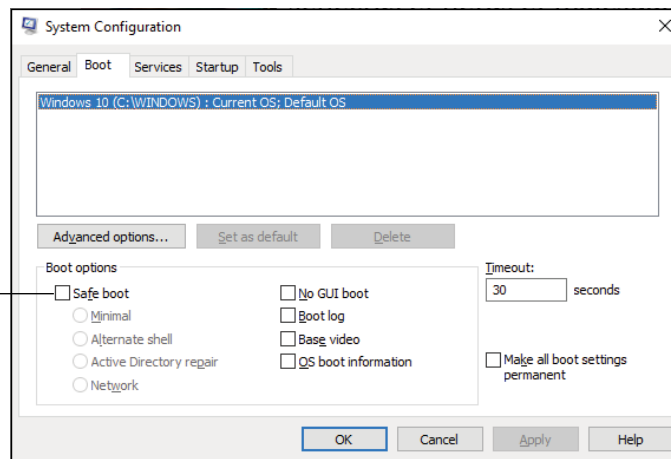 System Configuration
General Boot Services Startup Tools
Windows 10 (C:\WINDOWS) : Current OS; Default OS
Advanced options... Set as default Delete
Boot options
Timeout:
Safe boot No GUI boot 30 seconds
Minimal Boot log
Alternate shell Base video
Active Directory repair OS boot information Make all boot settings
permanent
Network
OK Cancel Apply Help